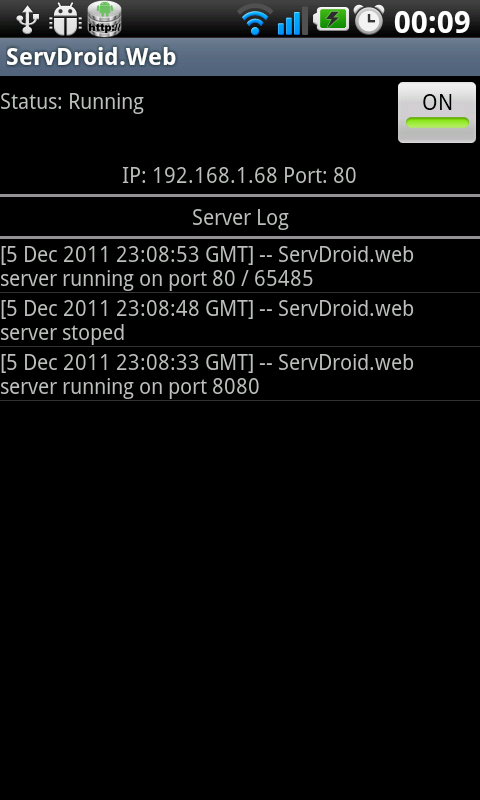 http://
00:09
ServDroid.Web
Status: Running
ON
IP: 192.168.1.68 Port: 80
Server Log
[5 Dec 2011 23:08:53 GMT] -- ServDroid.web
server running on port 80 / 65485
[5 Dec 2011 23:08:48 GMT] -- ServDroid.web
server stoped
[5 Dec 2011 23:08:33 GMT] -- ServDroid.web
server running on port 8080